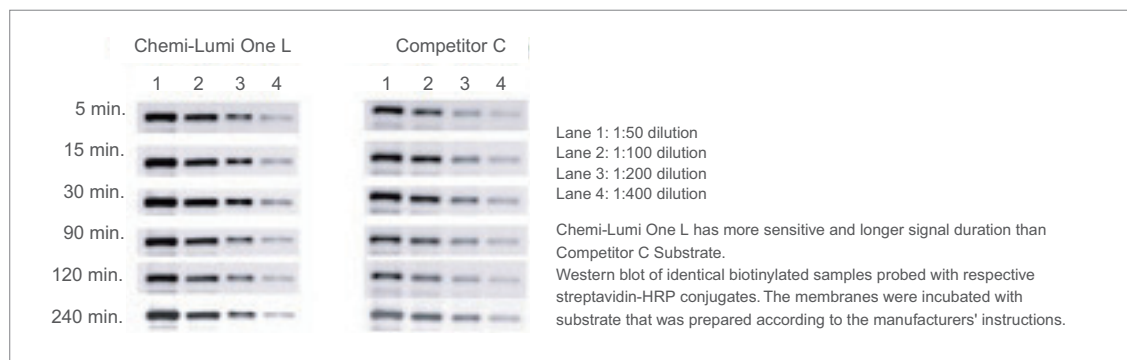 Chemi-Lumi One L
Competitor C
1 2 3 4
1 2 3 4
5 min.
15 min.
30 min.
90 min.
120 min.
240 min.
Lane 1: 1:50 dilution
Lane 2: 1:100 dilution
Lane 3: 1:200 dilution
Lane 4: 1:400 dilution
Chemi-Lumi One L has more sensitive and longer signal duration than
Competitor C Substrate.
Western blot of identical biotinylated samples probed with respective
streptavidin-HRP conjugates. The membranes were incubated with
substrate that was prepared according to the manufacturers' instructions.